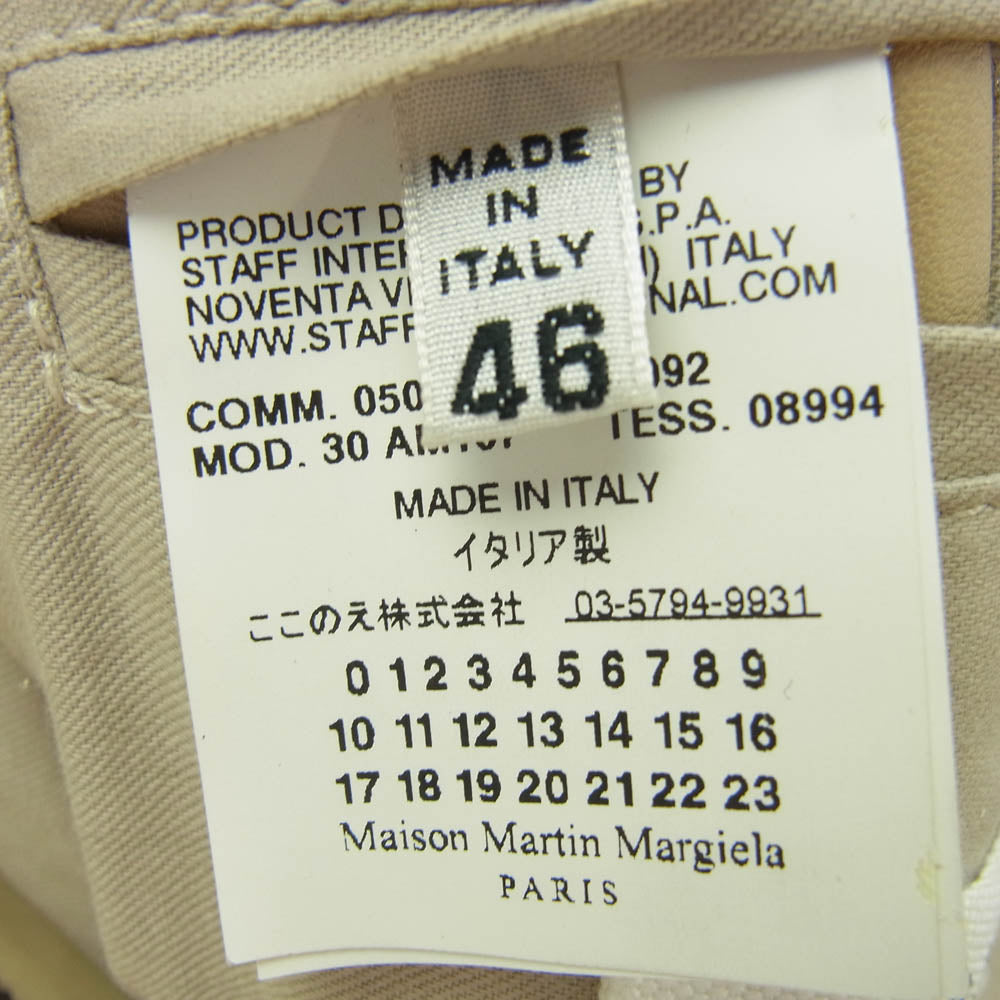 MADE
IN
ITALY
46
BY
PRODUCT S.P.A.
STAFF ITALY
NOVENTA NAL.COM
WWW.STAFF
COMM. 050 092
MOD. 30 TESS. 08994
MADE IN ITALY
イタリア製
ここのえ株式会社 03-5794-9931
0 1 2 3 4 5 6 7 8 9
10 11 12 13 14 15 16
17 18 19 20 21 22 23
Maison Martin Margiela
PARIS